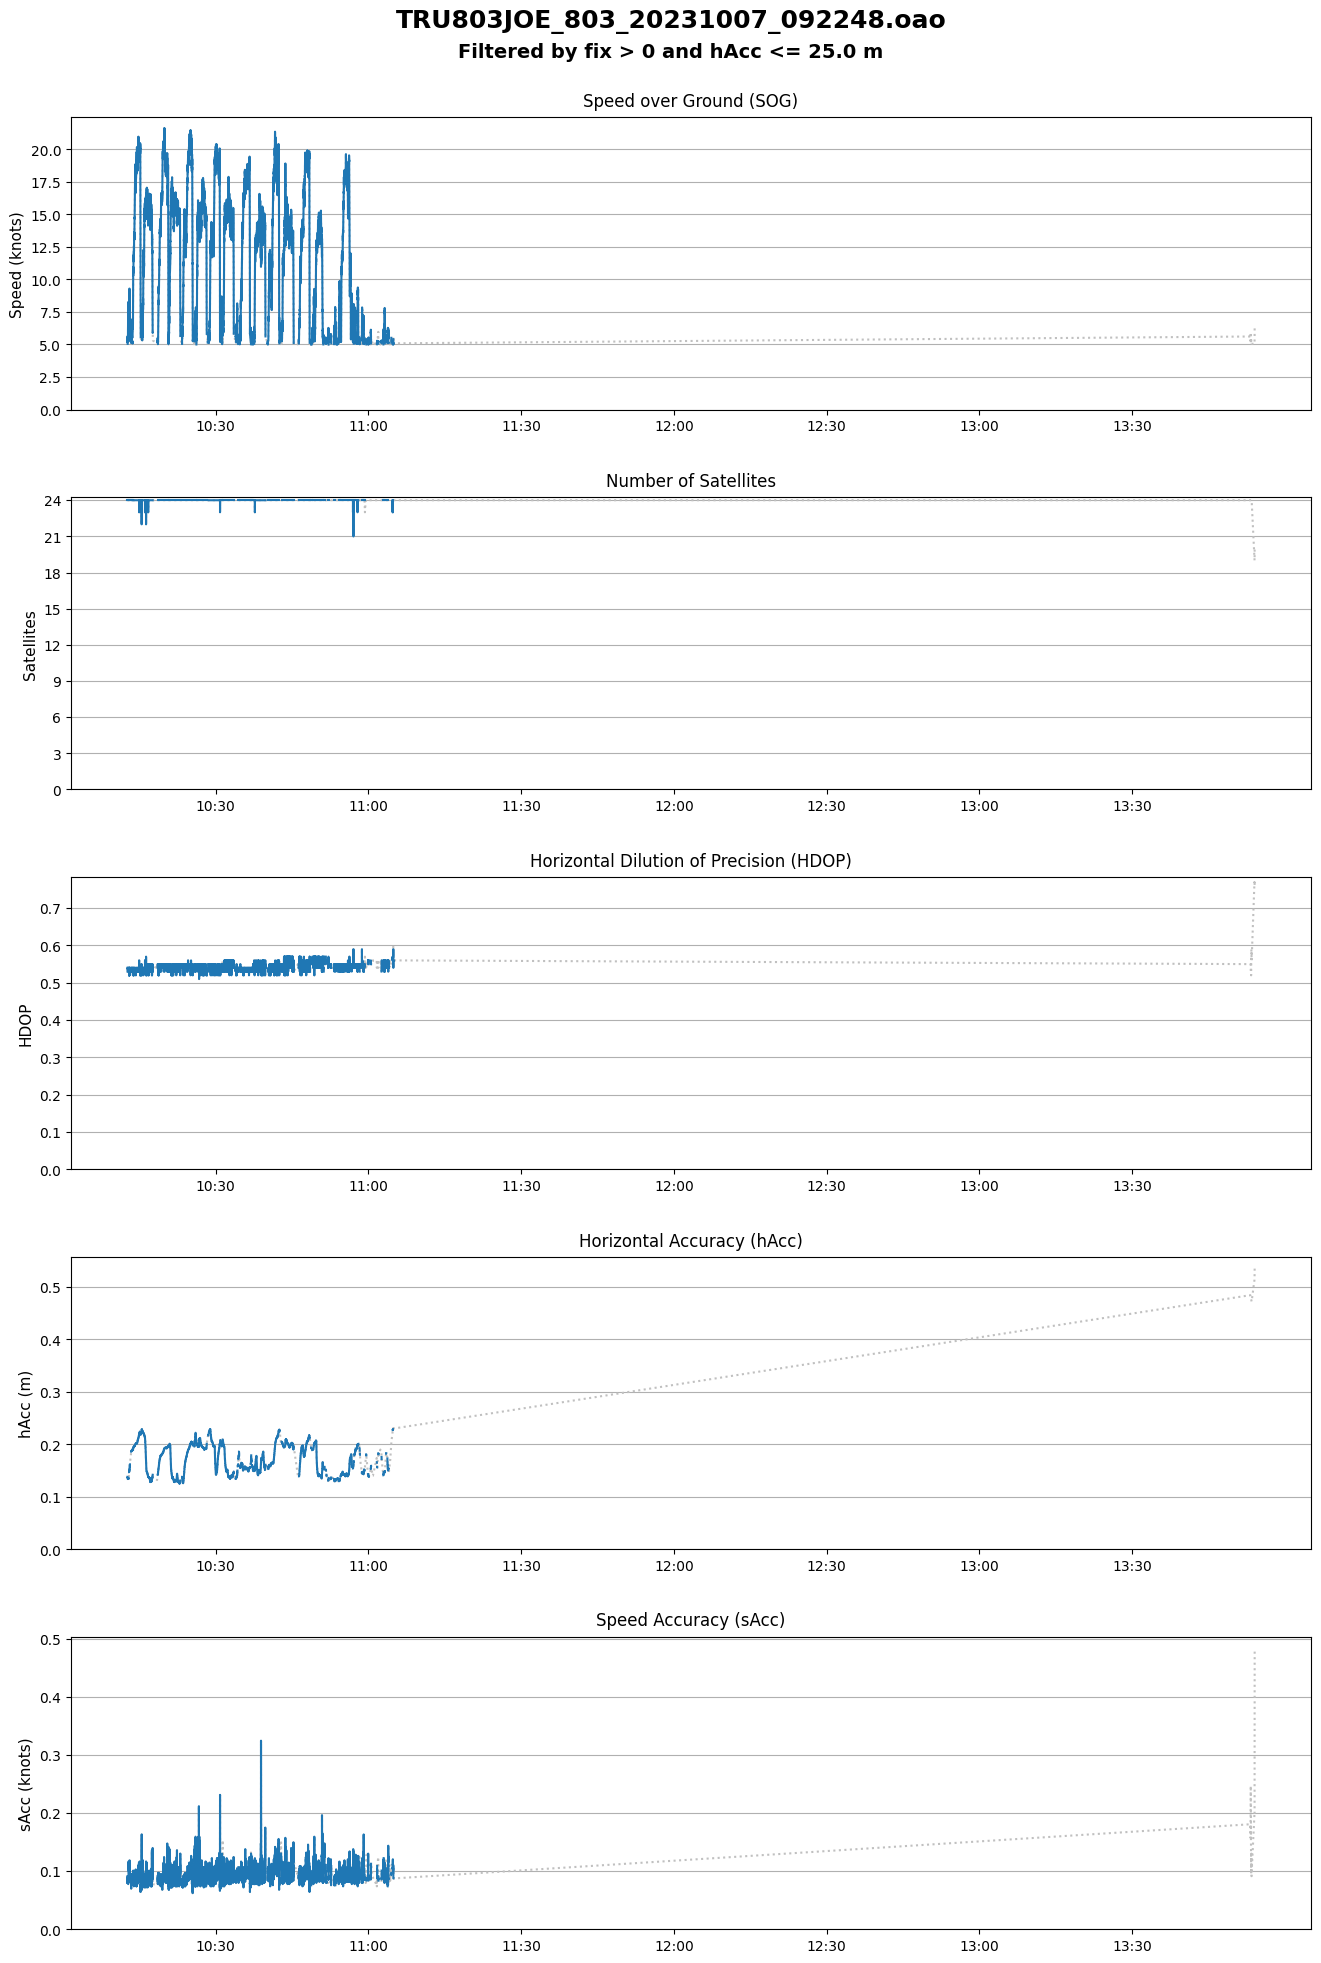 TRU803JOE_803_20231007_092248.oao
Filtered by fix > 0 and hAcc <= 25.0 m
Speed over Ground (SOG)
Speed (knots)
20.0
17.5
15.0
12.5
10.0
7.5
5.0
2.5
0.0
10:30 11:00 11:30 12:00 12:30 13:00 13:30
Number of Satellites
Satellites
24
21
18
15
12
9
6
3
0
10:30 11:00 11:30 12:00 12:30 13:00 13:30
Horizontal Dilution of Precision (HDOP)
HDOP
0.7
0.6
0.5
0.4
0.3
0.2
0.1
0.0
10:30 11:00 11:30 12:00 12:30 13:00 13:30
Horizontal Accuracy (hAcc)
hAcc (m)
0.5
0.4
0.3
0.2
0.1
0.0
10:30 11:00 11:30 12:00 12:30 13:00 13:30
Speed Accuracy (sAcc)
sAcc (knots)
0.5
0.4
0.3
0.2
0.1
0.0
10:30 11:00 11:30 12:00 12:30 13:00 13:30